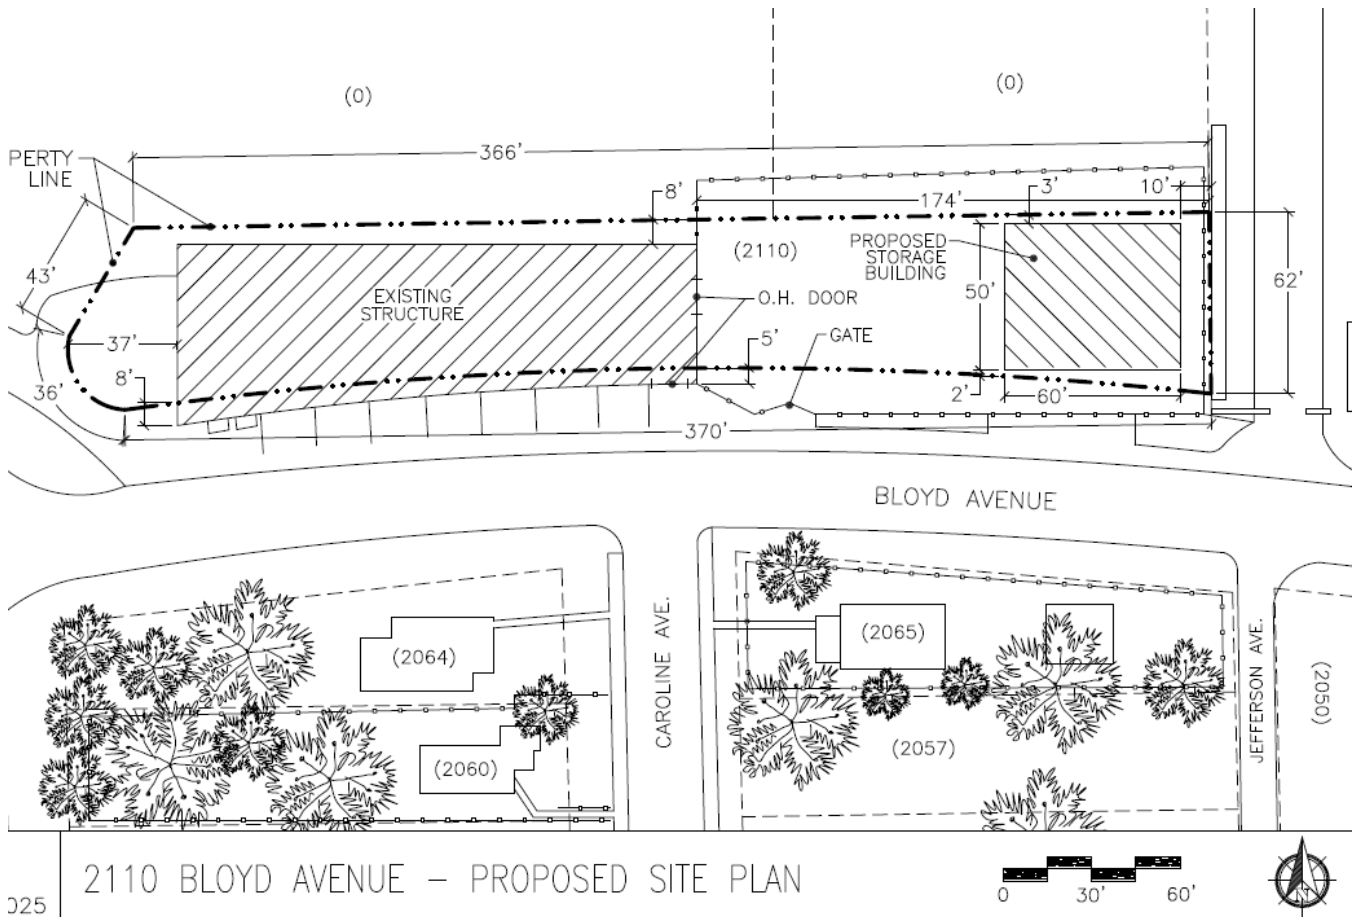 (0)
(0)
366'
PERTY
LINE
8'
174'
3'
10'
43'
(2110)
PROPOSED
STORAGE
BUILDING
EXISTING
STRUCTURE
O.H. DOOR
50'
62'
37'
5'
GATE
36'
8'
2'
60'
370'
BLOYD AVENUE
CAROLINE AVE.
JEFFERSON AVE.
(2064)
(2065)
(2050)
(2060)
(2057)
025
2110 BLOYD AVENUE – PROPOSED SITE PLAN
0 30' 60'
N